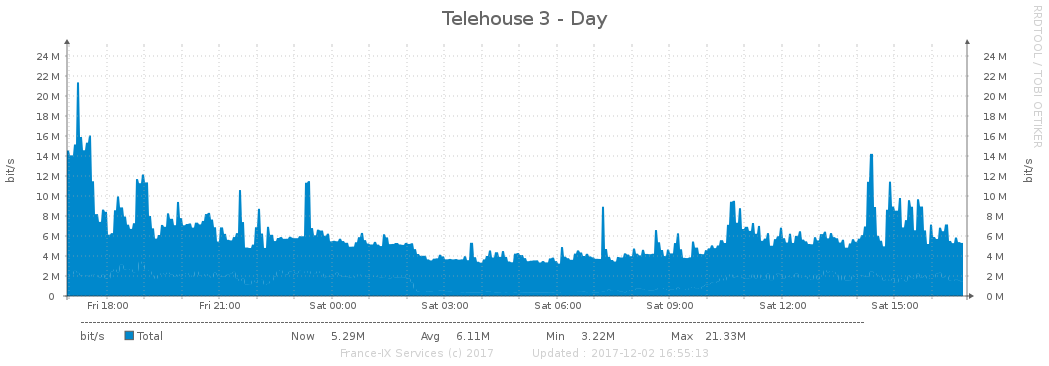 Telehouse 3 - Day
RRDTOOL / TOBI OETIKER
bit/s
24 M 24 M
22 M 22 M
20 M 20 M
18 M 18 M
16 M 16 M
14 M 14 M
12 M 12 M
10 M 10 M
8 M 8 M
6 M 6 M
4 M 4 M
2 M 2 M
0 0 M
bit/s
Fri 18:00 Fri 21:00 Sat 00:00 Sat 03:00 Sat 06:00 Sat 09:00 Sat 12:00 Sat 15:00
bit/s Total Now 5.29M Avg 6.11M Min 3.22M Max 21.33M
France-IX Services (c) 2017 Updated : 2017-12-02 16:55:13